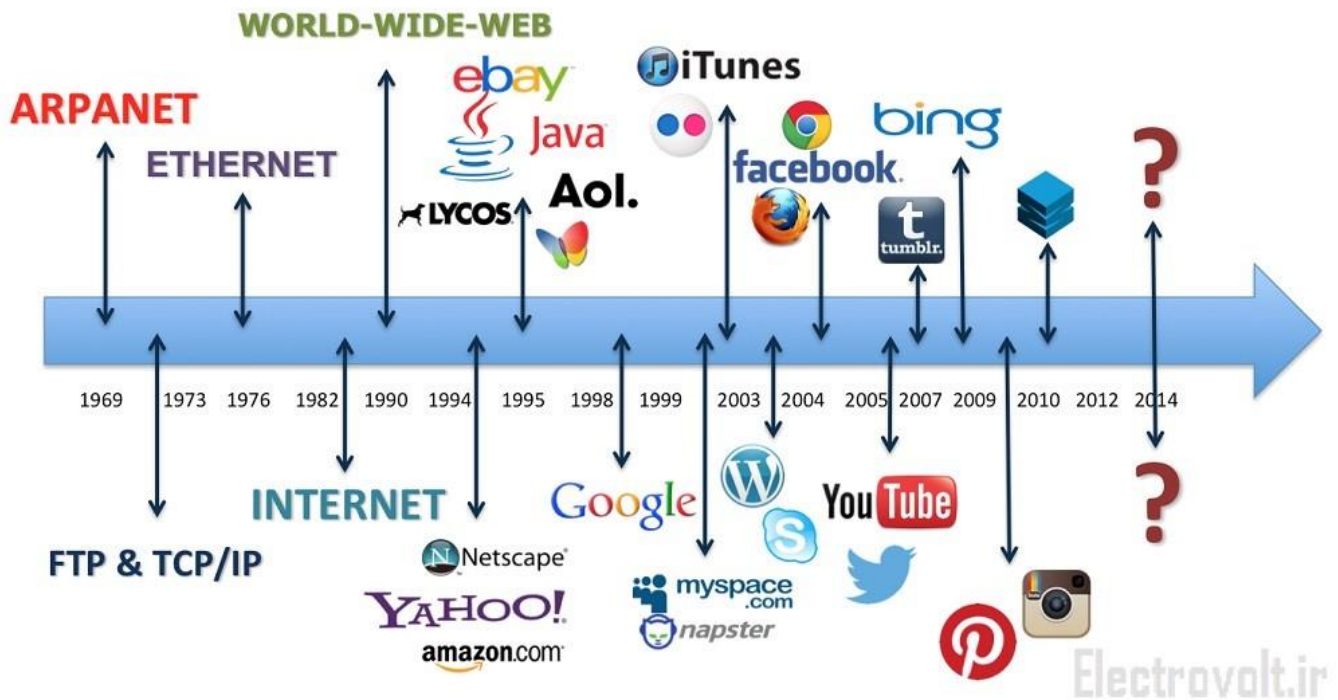 WORLD-WIDE-WEB
ebay
iTunes
ARPANET
Java
bing
?
ETHERNET
facebook.
LYCOS
Aol.
t
tumblr.
1969 1973 1976 1982 1990 1994 1995 1998 1999 2003 2004 2005 2007 2009 2010 2012 2014
INTERNET
Google
W
You Tube
?
S
FTP & TCP/IP
N Netscape
YAHOO!
myspace
.com
amazon.com
napster
P
Electrovolt.ir